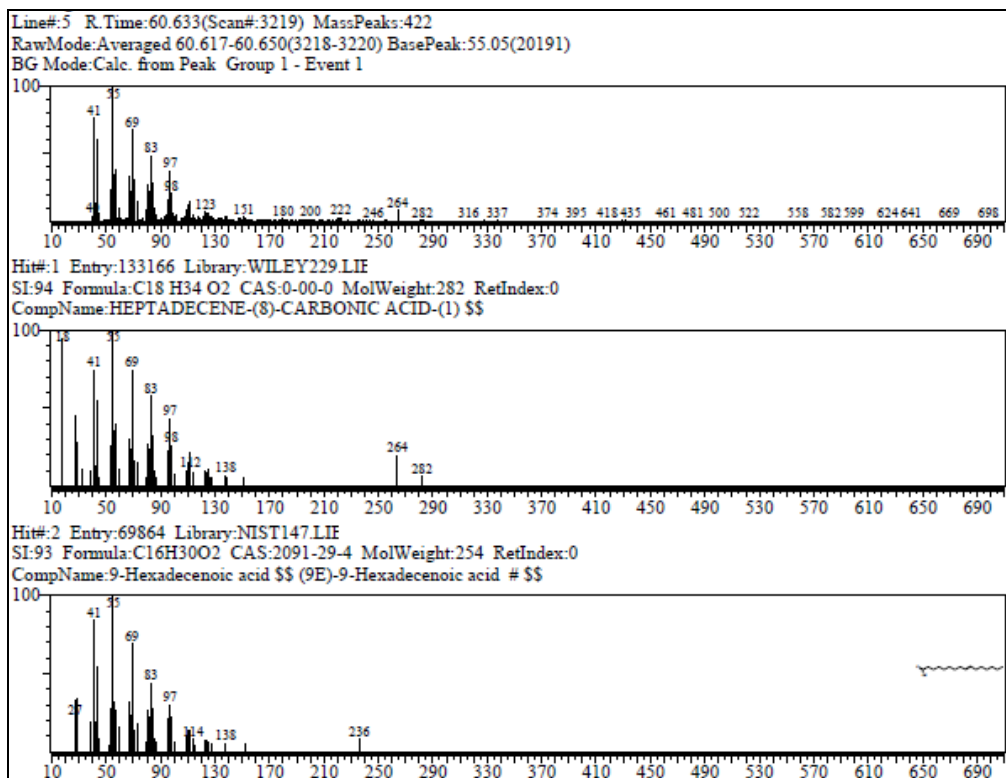 Line#:5 R.Time:60.633(Scan#:3219) MassPeaks:422
RawMode:Averaged 60.617-60.650(3218-3220) BasePeak:55.05(20191)
BG Mode:Calc. from Peak Group 1 - Event 1
100
55
41
69
83
97
98
123 151 180 200 222 246 264 282 316 337 374 395 418 435 461 481 500 522 558 582 599 624 641 669 698
10 50 90 130 170 210 250 290 330 370 410 450 490 530 570 610 650 690
Hit#:1 Entry:133166 Library:WILEY229.LIB
SI:94 Formula:C18 H34 O2 CAS:0-00-0 MolWeight:282 RetIndex:0
CompName:HEPTADECENE-(8)-CARBONIC ACID-(1) $$
100
18 55
41 69
83
97
98
112 138 264 282
10 50 90 130 170 210 250 290 330 370 410 450 490 530 570 610 650 690
Hit#:2 Entry:69864 Library:NIST147.LIB
SI:93 Formula:C16H30O2 CAS:2091-29-4 MolWeight:254 RetIndex:0
CompName:9-Hexadecenoic acid $$ (9E)-9-Hexadecenoic acid # $$
100
55
41
69
83
27 97
114 138 236
10 50 90 130 170 210 250 290 330 370 410 450 490 530 570 610 650 690